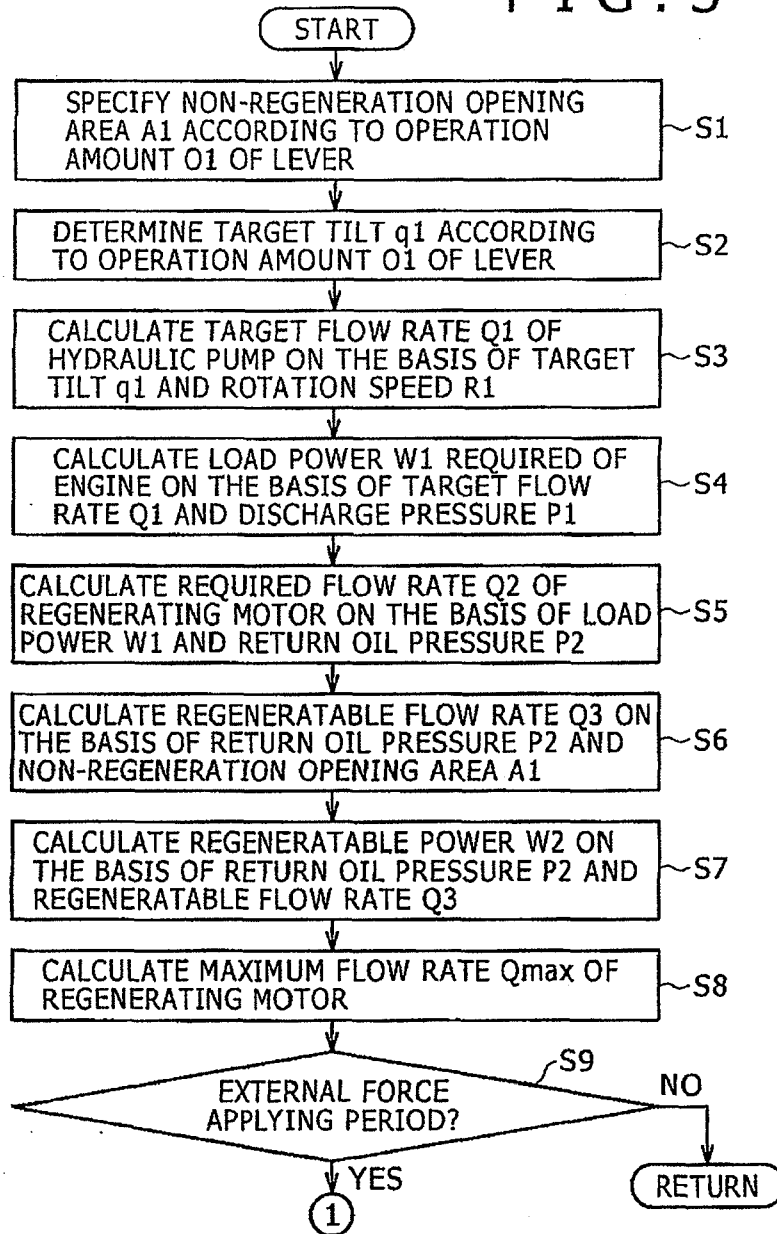 FIG. 5
START
SPECIFY NON-REGENERATION OPENING
AREA A1 ACCORDING TO OPERATION
AMOUNT O1 OF LEVER
S1
DETERMINE TARGET TILT q1 ACCORDING
TO OPERATION AMOUNT O1 OF LEVER
S2
CALCULATE TARGET FLOW RATE Q1 OF
HYDRAULIC PUMP ON THE BASIS OF TARGET
TILT q1 AND ROTATION SPEED R1
S3
CALCULATE LOAD POWER W1 REQUIRED OF
ENGINE ON THE BASIS OF TARGET FLOW
RATE Q1 AND DISCHARGE PRESSURE P1
S4
CALCULATE REQUIRED FLOW RATE Q2 OF
REGENERATING MOTOR ON THE BASIS OF LOAD
POWER W1 AND RETURN OIL PRESSURE P2
S5
CALCULATE REGENERATABLE FLOW RATE Q3 ON
THE BASIS OF RETURN OIL PRESSURE P2 AND
NON-REGENERATION OPENING AREA A1
S6
CALCULATE REGENERATABLE POWER W2 ON
THE BASIS OF RETURN OIL PRESSURE P2 AND
REGENERATABLE FLOW RATE Q3
S7
CALCULATE MAXIMUM FLOW RATE Qmax OF
REGENERATING MOTOR
S8
S9
EXTERNAL FORCE
APPLYING PERIOD?
NO
YES
RETURN
1